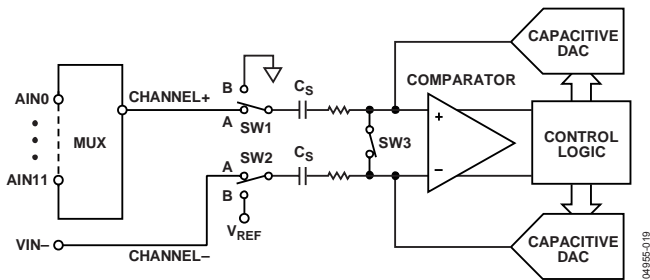 CAPACITIVE
DAC
B
COMPARATOR
AIN0
CHANNEL+
CS
A
SW1
+
MUX
SW3
CONTROL
LOGIC
SW2
CS
A
AIN11
–
B
VREF
VIN–
CHANNEL–
CAPACITIVE
DAC
04955-019